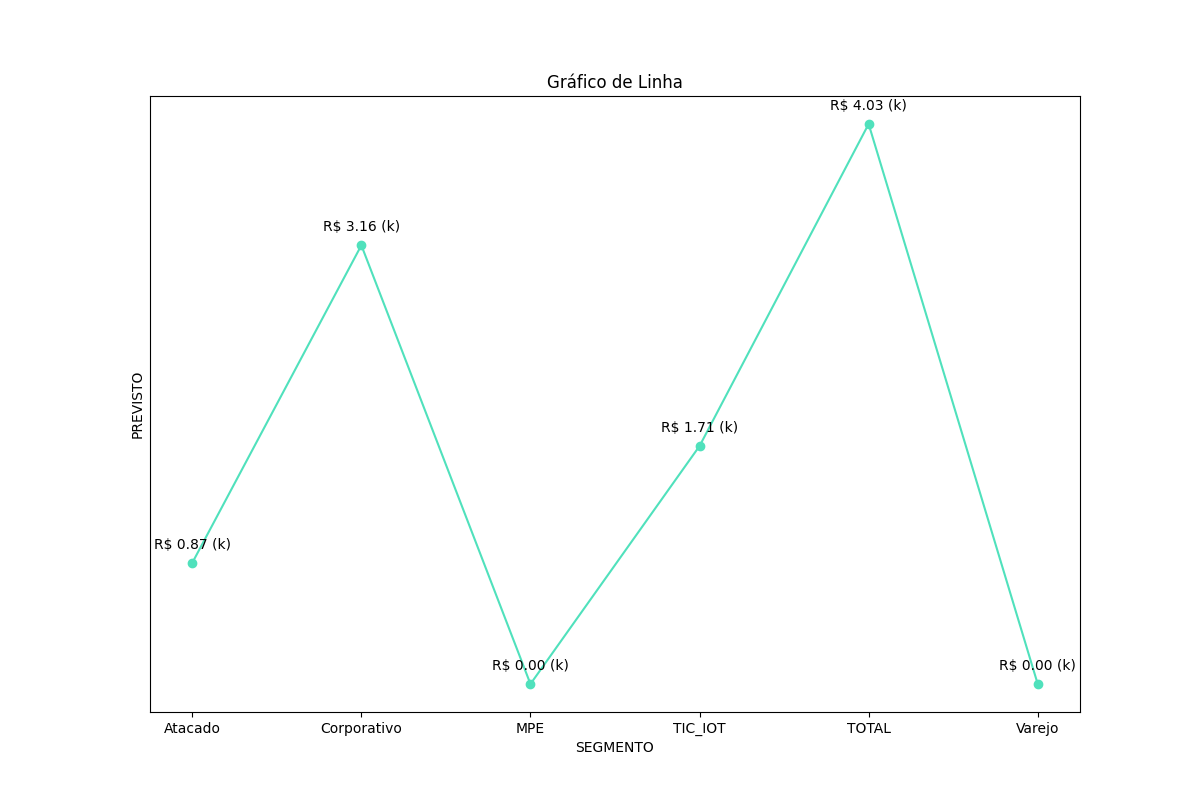 Gráfico de Linha
R$ 4.03 (k)
R$ 3.16 (k)
PREVISTO
R$ 1.71 (k)
R$ 0.87 (k)
R$ 0.00 (k)
R$ 0.00 (k)
Atacado
Corporativo
MPE
TIC_IOT
TOTAL
Varejo
SEGMENTO